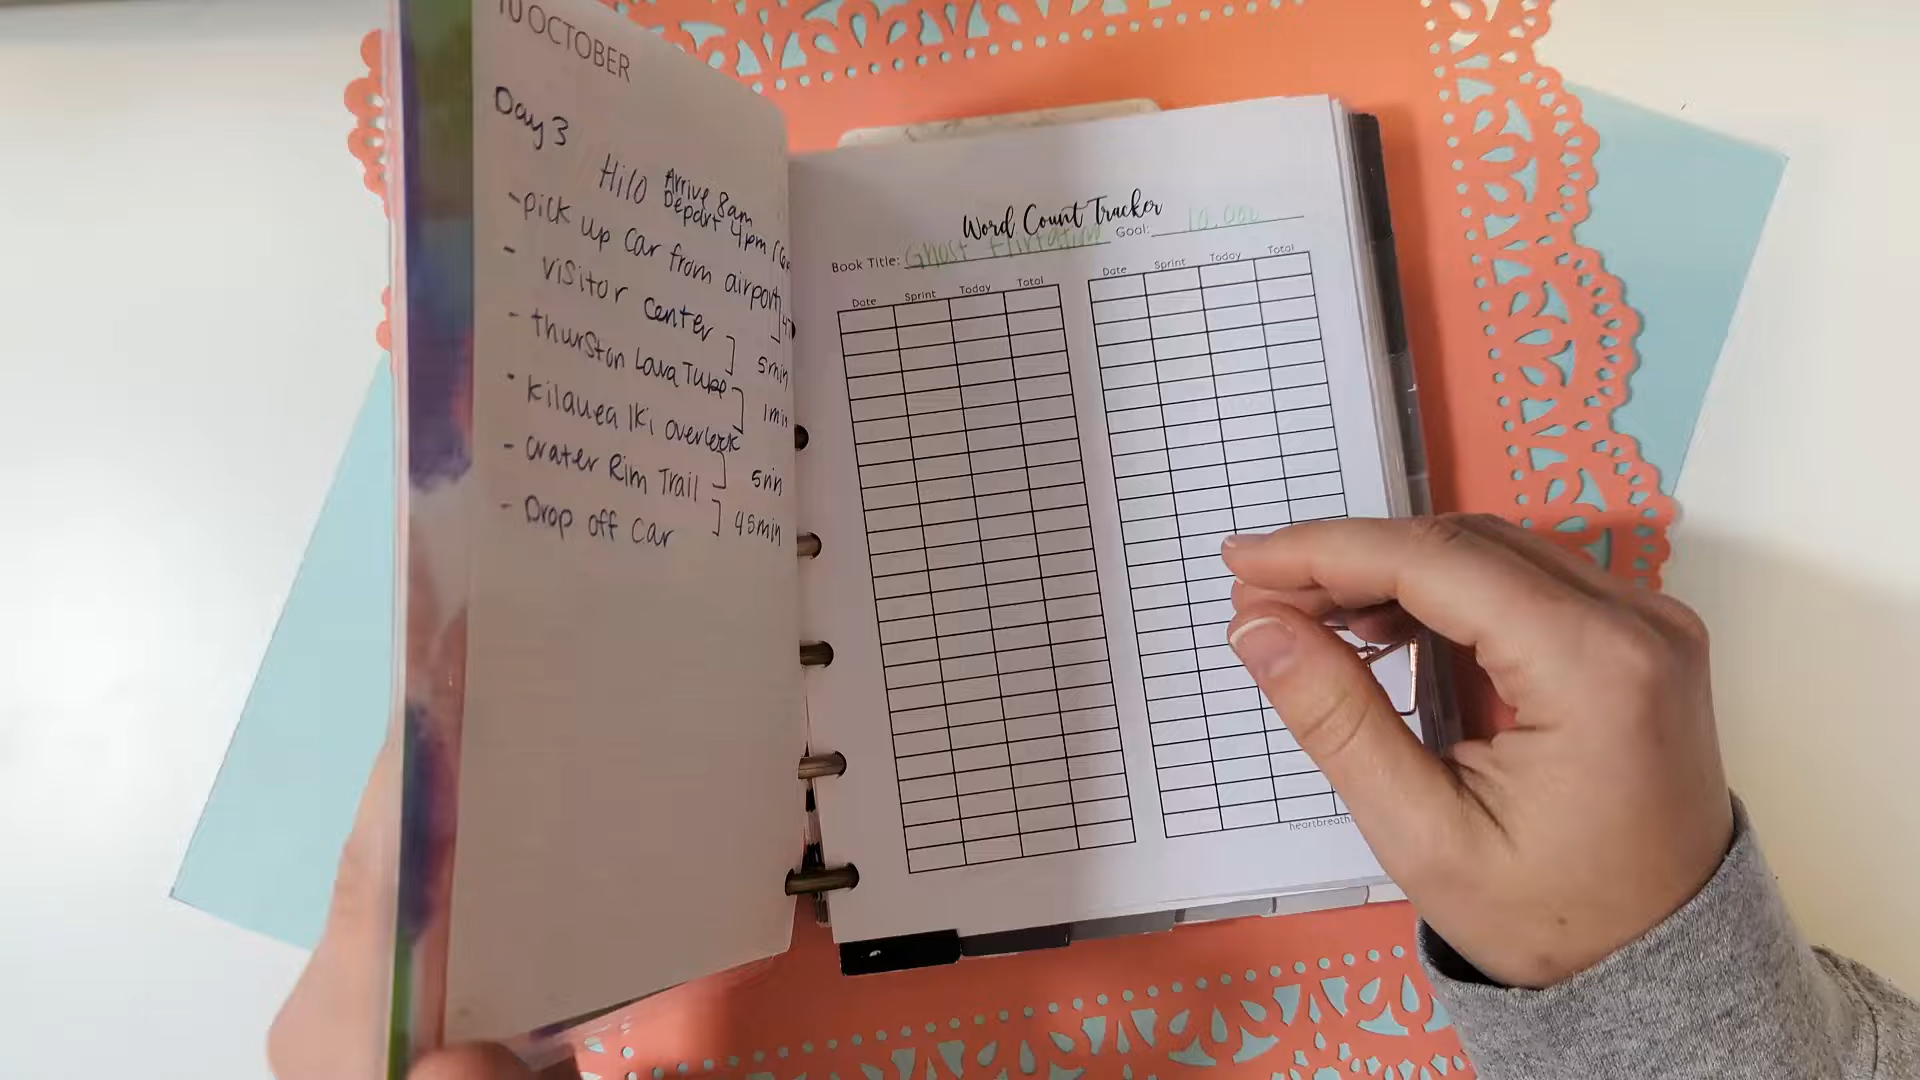 10 OCTOBER
Day 3
Hilo Arrive 8am
Depart 4pm
- pick up car from airport
- visitor center
] 5min
- thurston Lava Tube
] 1min
- Kilauea Iki overlook
] 5min
- Crater Rim Trail
] 45min
- Drop off car
Word Count Tracker
Book Title: Ghost Flirtation Goal: 10,000
Date Sprint Today Total
Date Sprint Today Total